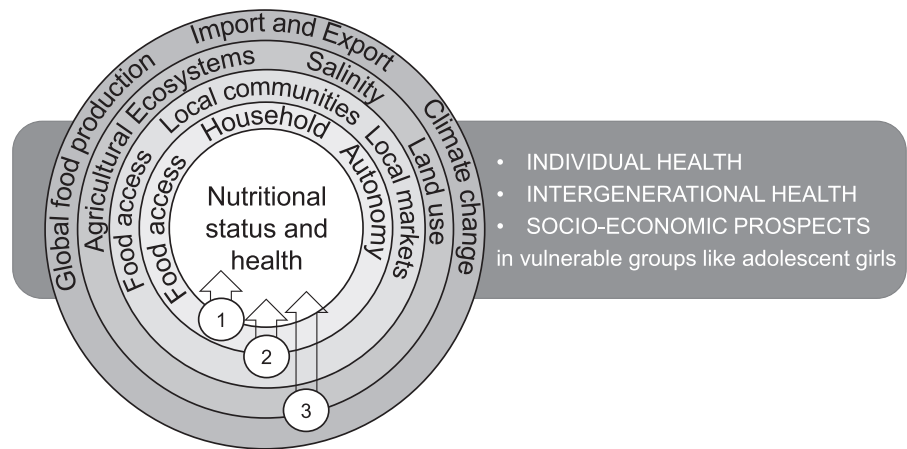 Import and Export
Global food production
Climate change
Agricultural Ecosystems
Salinity
Land use
Food access
Local communities
Local markets
Food access
Household
Autonomy
Nutritional
status and
health
1
2
3
• INDIVIDUAL HEALTH
• INTERGENERATIONAL HEALTH
• SOCIO-ECONOMIC PROSPECTS
in vulnerable groups like adolescent girls